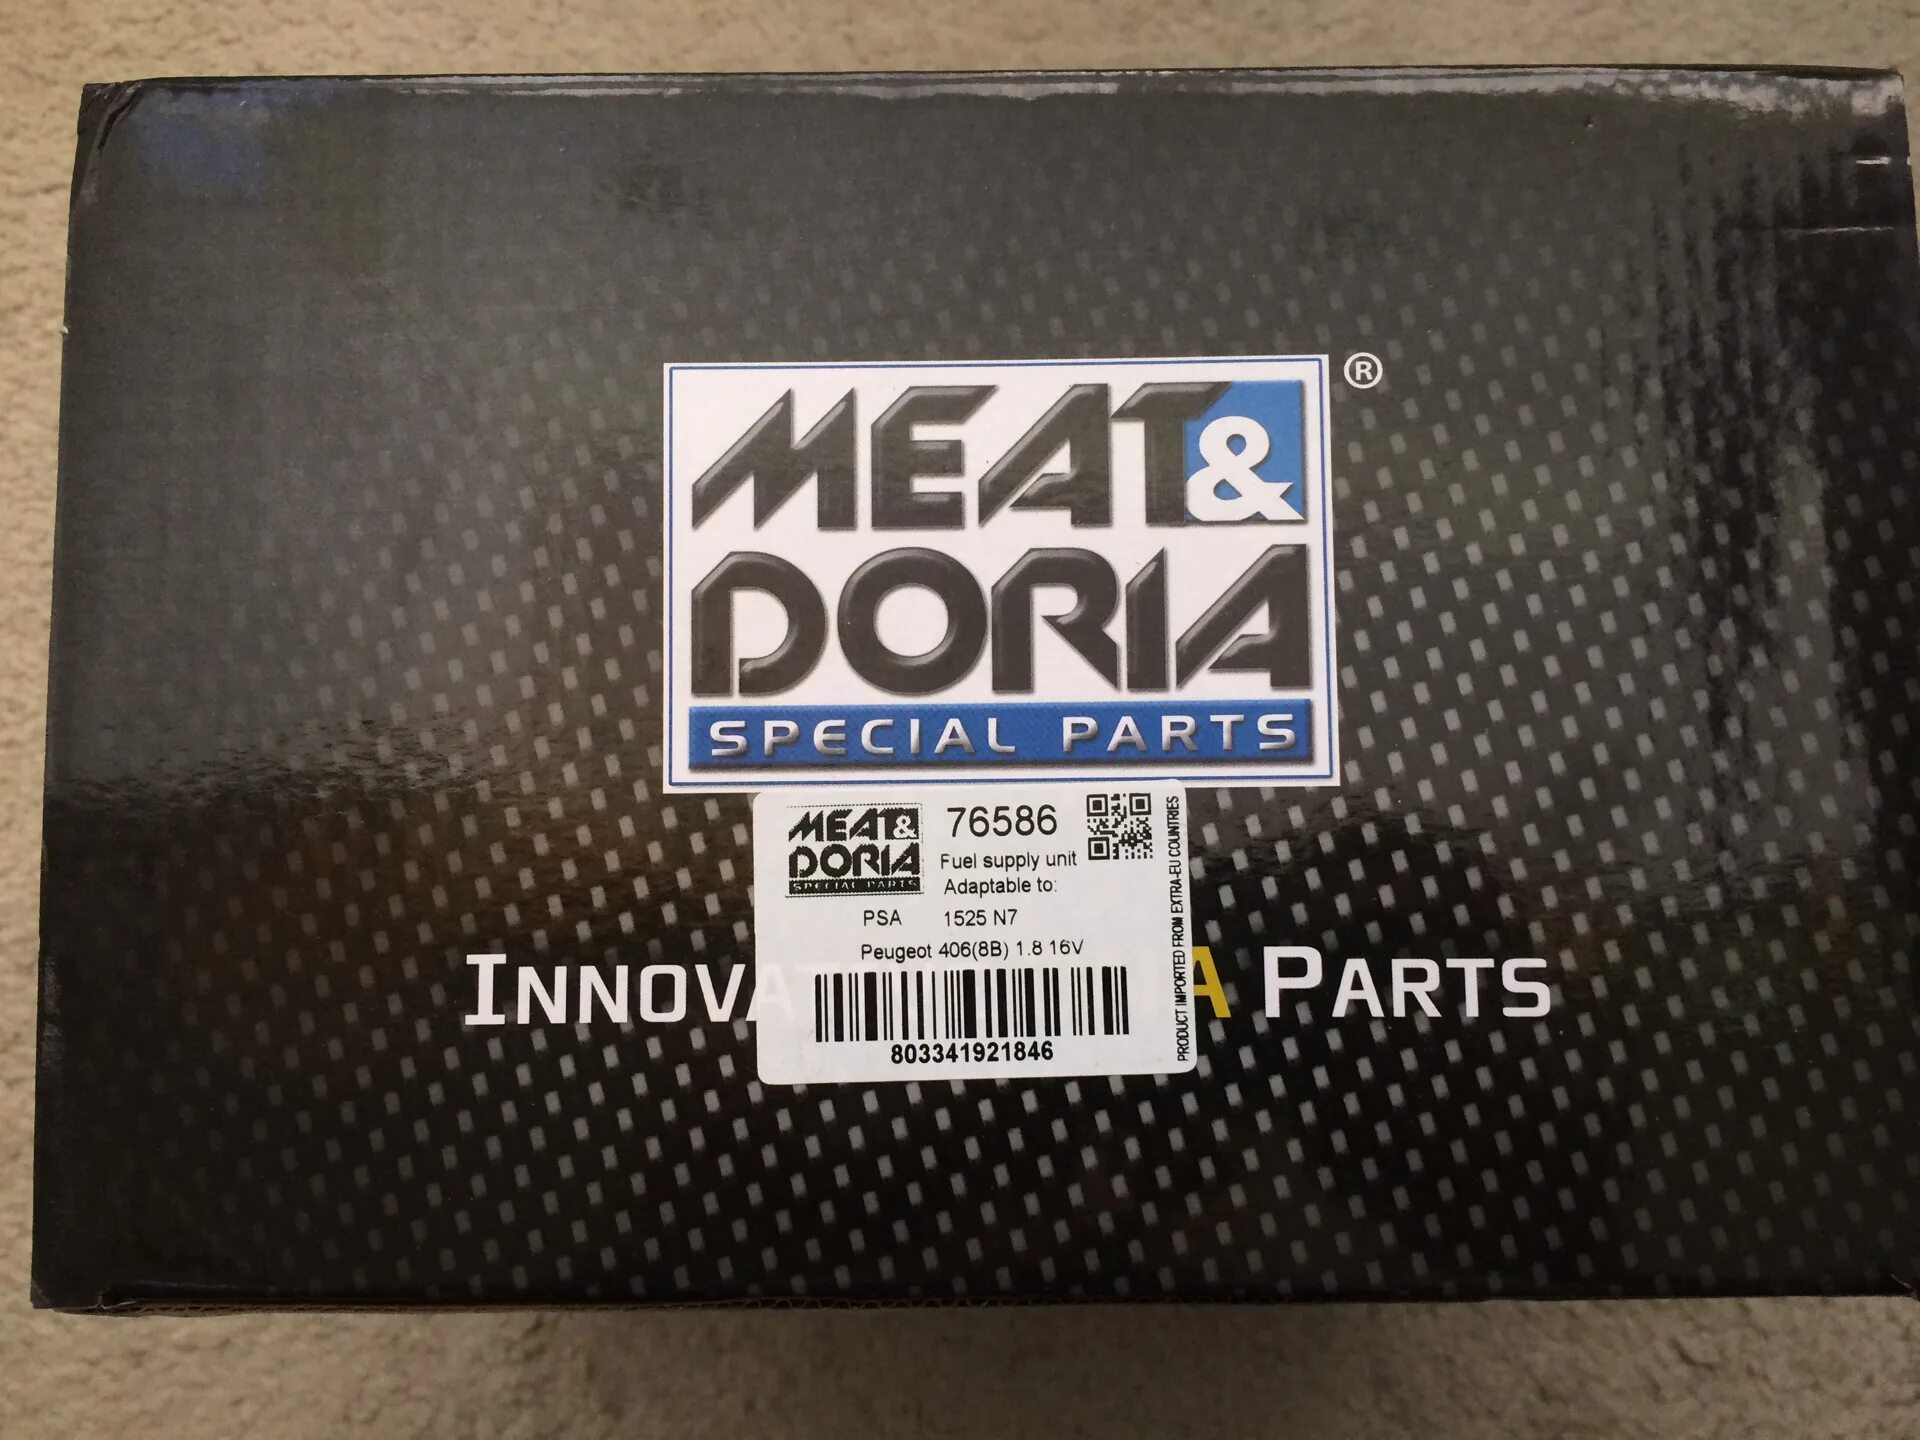 MEAT &
DORIA
®
SPECIAL PARTS
MEAT &
DORIA
SPECIAL PARTS
76586
Fuel supply unit
Adaptable to:
PSA 1525 N7
Peugeot 406(8B) 1.8 16V
803341921846
PRODUCT IMPORTED FROM EXTRA-EU COUNTRIES
INNOVA A PARTS